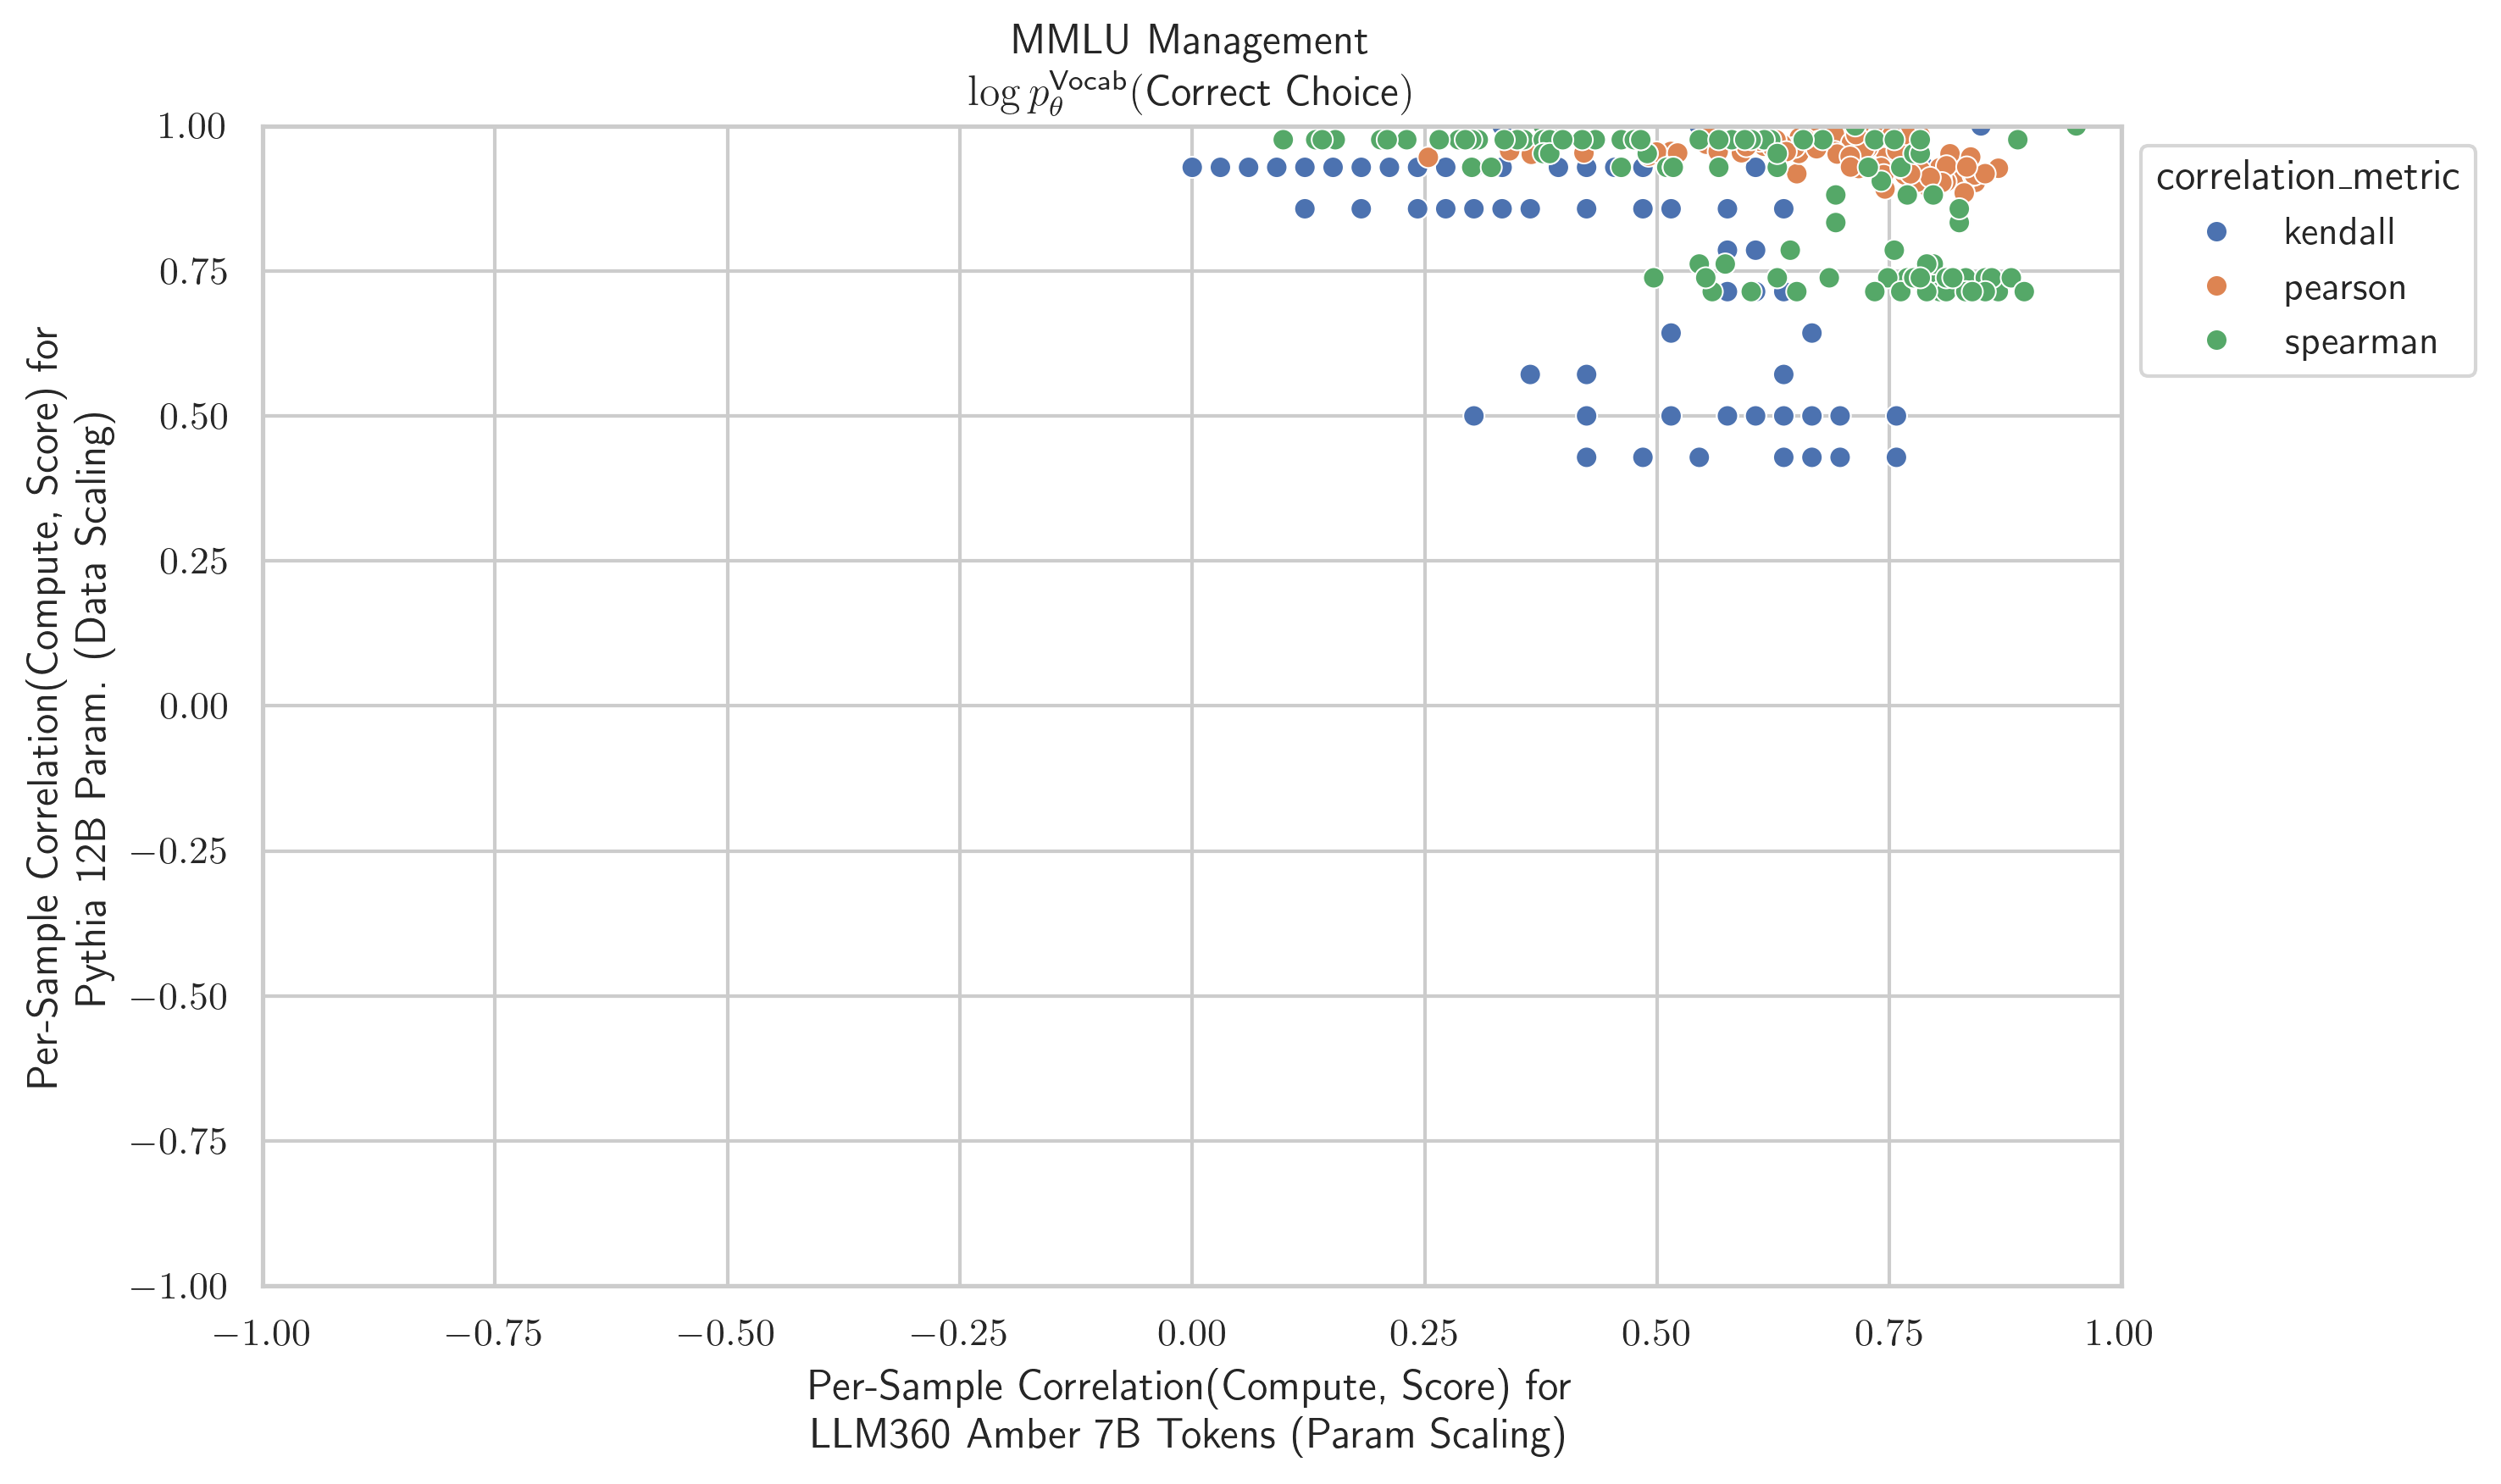 MMLU Management
log p_θ^Vocab(Correct Choice)
1.00
0.75
0.50
0.25
0.00
−0.25
−0.50
−0.75
−1.00
Per-Sample Correlation(Compute, Score) for
Pythia 12B Param. (Data Scaling)
correlation_metric
kendall
pearson
spearman
−1.00
−0.75
−0.50
−0.25
0.00
0.25
0.50
0.75
1.00
Per-Sample Correlation(Compute, Score) for
LLM360 Amber 7B Tokens (Param Scaling)